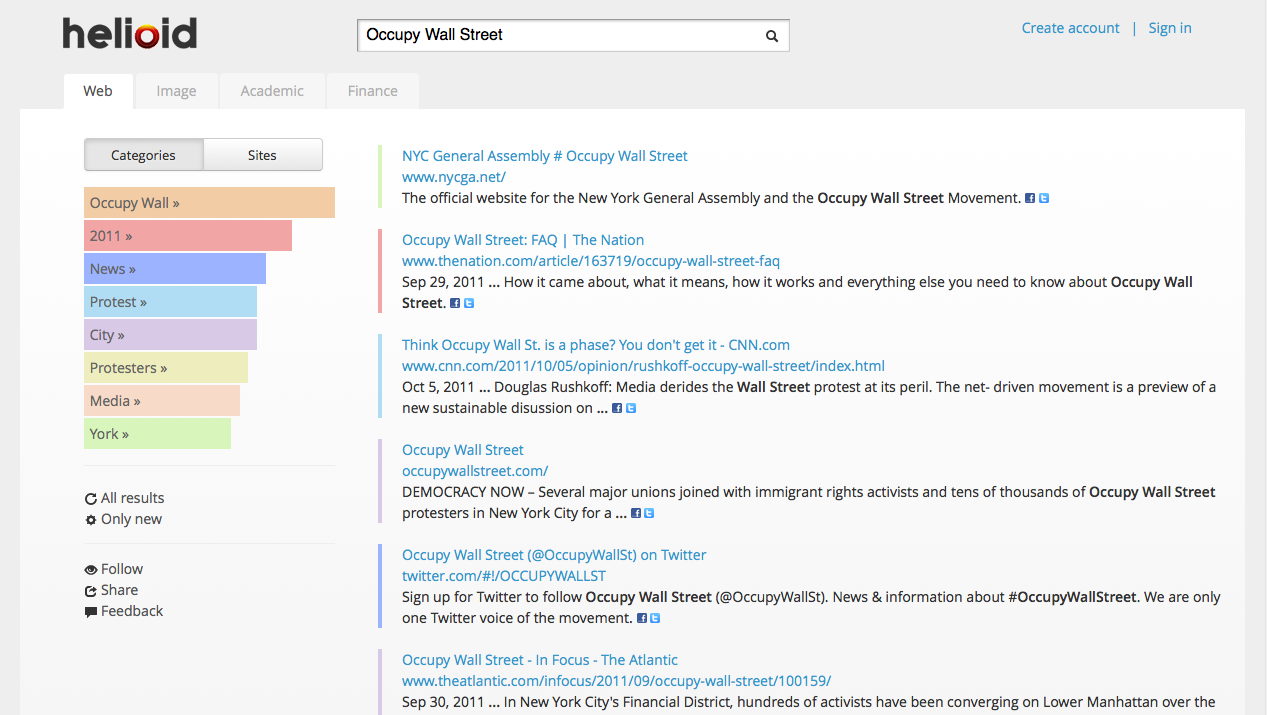 helioid
Occupy Wall Street
Create account | Sign in
Web Image Academic Finance
Categories Sites
Occupy Wall »
2011 »
News »
Protest »
City »
Protesters »
Media »
York »
All results
Only new
Follow
Share
Feedback
NYC General Assembly # Occupy Wall Street
www.nycga.net/
The official website for the New York General Assembly and the Occupy Wall Street Movement.
Occupy Wall Street: FAQ | The Nation
www.thenation.com/article/163719/occupy-wall-street-faq
Sep 29, 2011 ... How it came about, what it means, how it works and everything else you need to know about Occupy Wall
Street.
Think Occupy Wall St. is a phase? You don't get it - CNN.com
www.cnn.com/2011/10/05/opinion/rushkoff-occupy-wall-street/index.html
Oct 5, 2011 ... Douglas Rushkoff: Media derides the Wall Street protest at its peril. The net- driven movement is a preview of a
new sustainable disussion on ...
Occupy Wall Street
occupywallstreet.com/
DEMOCRACY NOW – Several major unions joined with immigrant rights activists and tens of thousands of Occupy Wall Street
protesters in New York City for a ...
Occupy Wall Street (@OccupyWallSt) on Twitter
twitter.com/#!/OCCUPYWALLST
Sign up for Twitter to follow Occupy Wall Street (@OccupyWallSt). News & information about #OccupyWallStreet. We are only
one Twitter voice of the movement.
Occupy Wall Street - In Focus - The Atlantic
www.theatlantic.com/infocus/2011/09/occupy-wall-street/100159/
Sep 30, 2011 ... In New York City's Financial District, hundreds of activists have been converging on Lower Manhattan over the